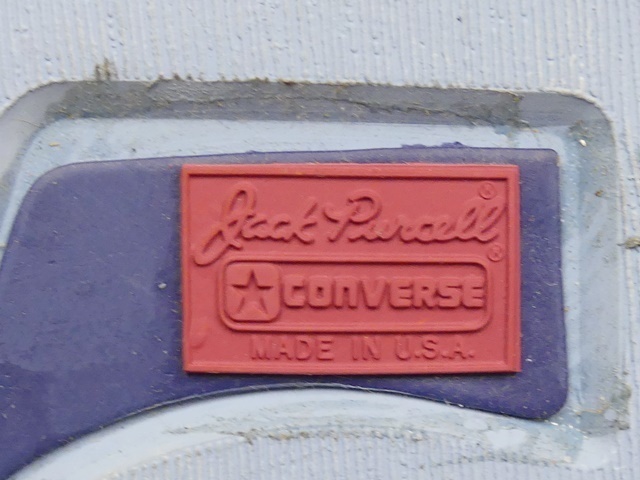 Jack Purcell®
®
CONVERSE
MADE IN U.S.A.